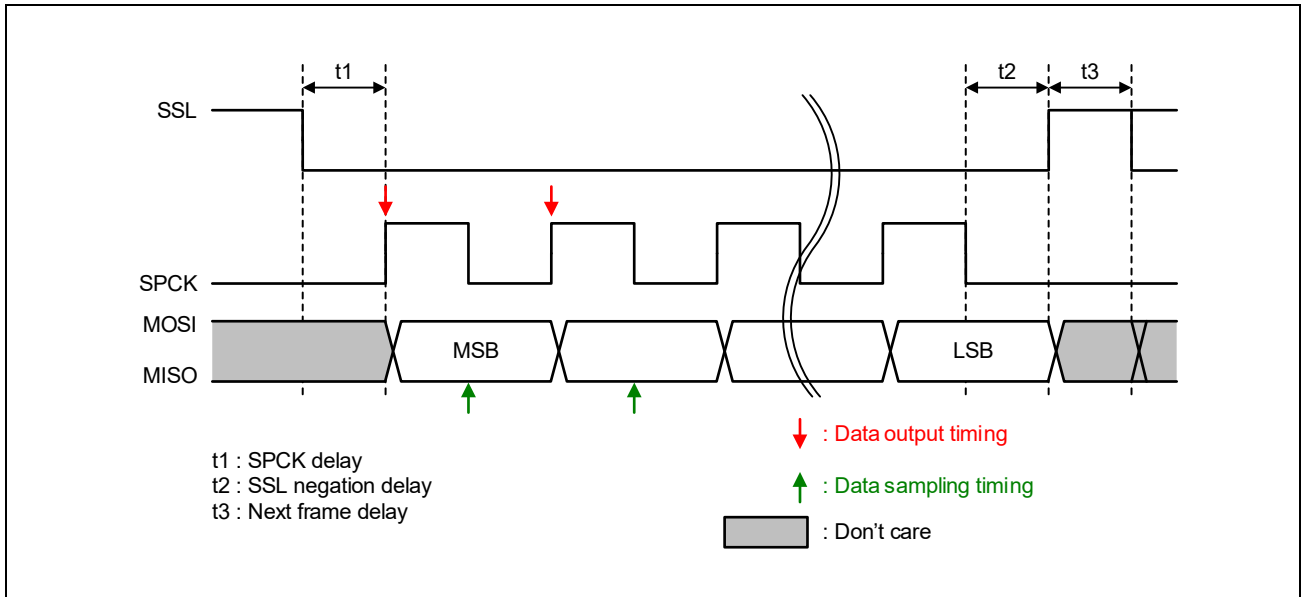 t1
t2
t3
SSL
SPCK
MOSI
MSB
LSB
MISO
: Data output timing
t1 : SPCK delay
t2 : SSL negation delay
: Data sampling timing
t3 : Next frame delay
: Don't care